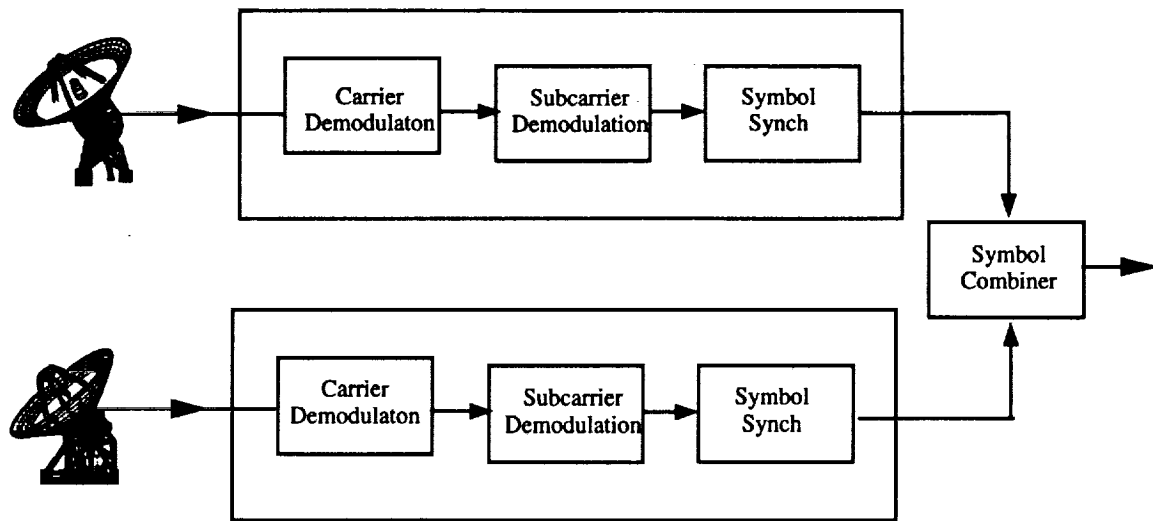 Carrier
Demodulaton
Subcarrier
Demodulation
Symbol
Synch
Symbol
Combiner
Carrier
Demodulaton
Subcarrier
Demodulation
Symbol
Synch